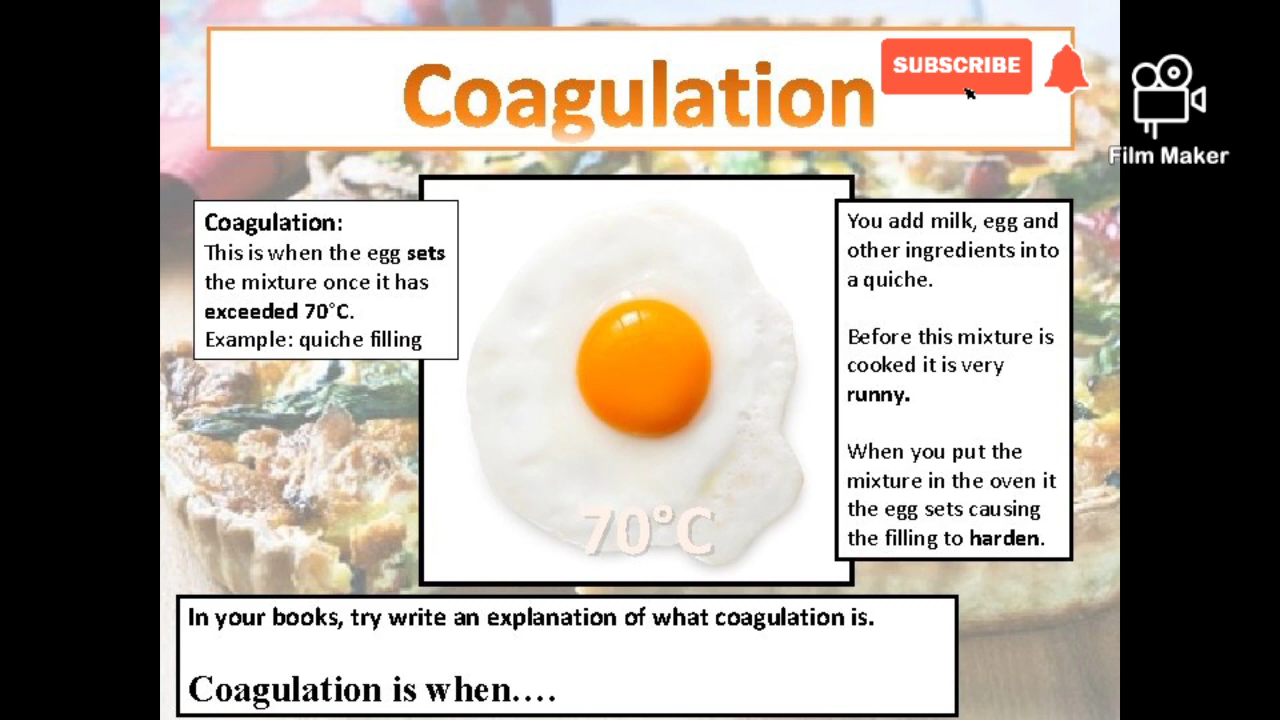 Coagulation
SUBSCRIBE
Film Maker
Coagulation:
This is when the egg sets
the mixture once it has
exceeded 70°C.
Example: quiche filling
70°C
You add milk, egg and
other ingredients into
a quiche.
Before this mixture is
cooked it is very
runny.
When you put the
mixture in the oven it
the egg sets causing
the filling to harden.
In your books, try write an explanation of what coagulation is.
Coagulation is when....